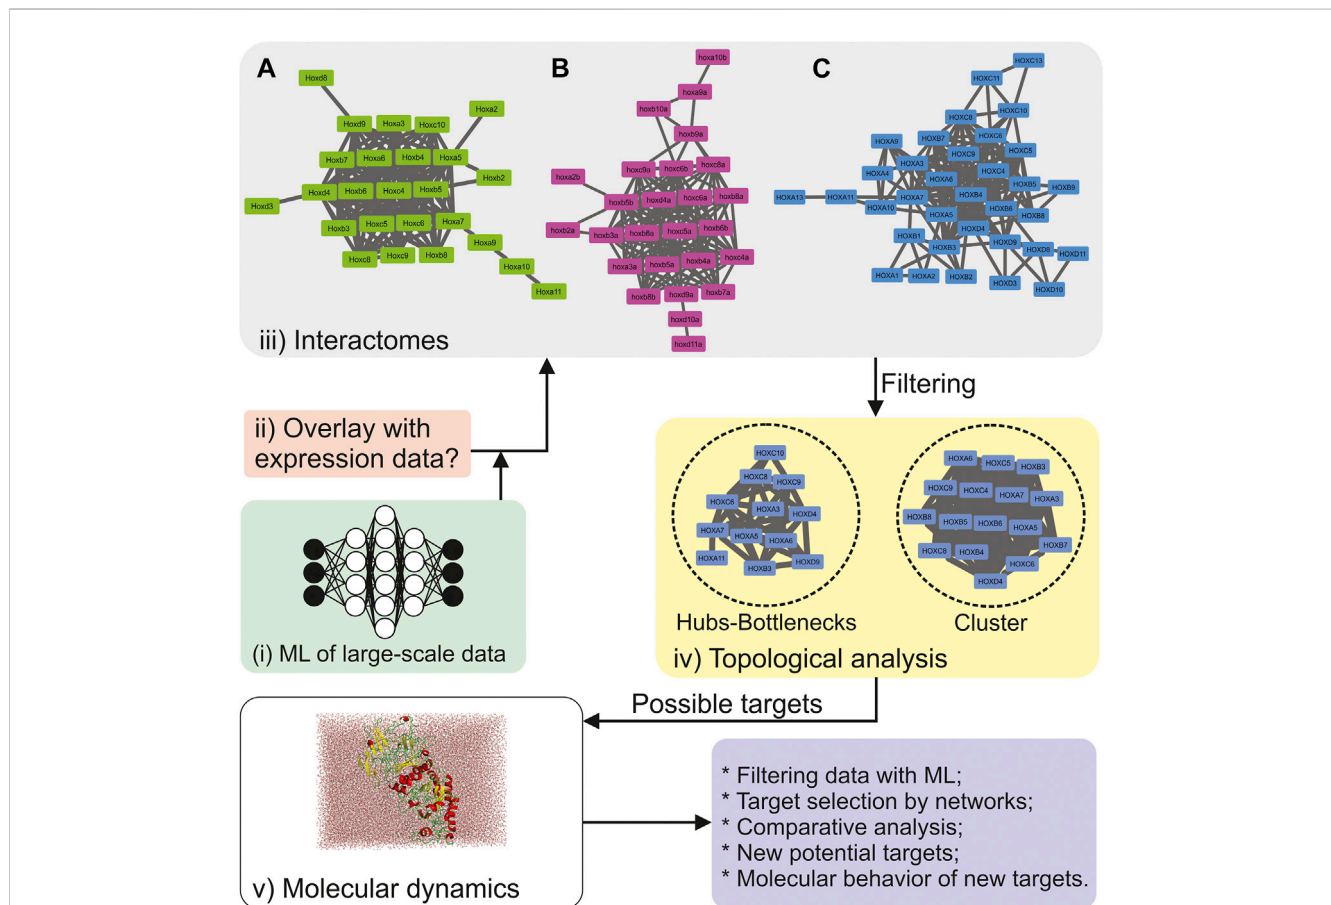 A
B
C
Hoxd8
Hoxd9 Hoxa3 Hoxc10
Hoxa2
Hoxb7 Hoxa6 Hoxb4 Hoxa5
Hoxb2
Hoxd4 Hoxb6 Hoxc4 Hoxb5
Hoxd3
Hoxb3 Hoxc5 Hoxc6 Hoxa7
Hoxc8 Hoxc9 Hoxb8
Hoxa9
Hoxa10
Hoxa11
hoxa10b
hoxa9a
hoxb10a
hoxb9a
hoxc9a hoxc6b hoxc8a
hoxa2b
hoxb5b hoxd4a hoxc6a hoxb8a
hoxb2a
hoxb3a hoxb6a hoxc5a hoxb6b
hoxa3a hoxb5a hoxb4a hoxc4a
hoxb8b hoxd9a hoxb7a
hoxd10a
hoxd11a
HOXC13
HOXC11
HOXC10
HOXC8
HOXA9 HOXB7 HOXC6
HOXC9 HOXC5
HOXA3
HOXA4 HOXA6 HOXC4
HOXB5 HOXB9
HOXA13 HOXA11 HOXA7 HOXB4
HOXA10 HOXA5 HOXB6 HOXB8
HOXD4
HOXB1 HOXB3 HOXD9 HOXD8
HOXD11
HOXA1 HOXA2 HOXB2 HOXD3
HOXD10
iii) Interactomes
Filtering
ii) Overlay with
expression data?
(i) ML of large-scale data
HOXC10
HOXC8
HOXC9
HOXC6
HOXA3 HOXD4
HOXA7 HOXA5 HOXA6
HOXA11 HOXB3 HOXD9
Hubs-Bottlenecks
HOXA6 HOXC5 HOXB3
HOXC9 HOXC4 HOXA7 HOXA3
HOXB8 HOXB5 HOXB6 HOXA5
HOXB7
HOXC8 HOXB4 HOXC6
HOXD4
Cluster
iv) Topological analysis
Possible targets
v) Molecular dynamics
* Filtering data with ML;
* Target selection by networks;
* Comparative analysis;
* New potential targets;
* Molecular behavior of new targets.